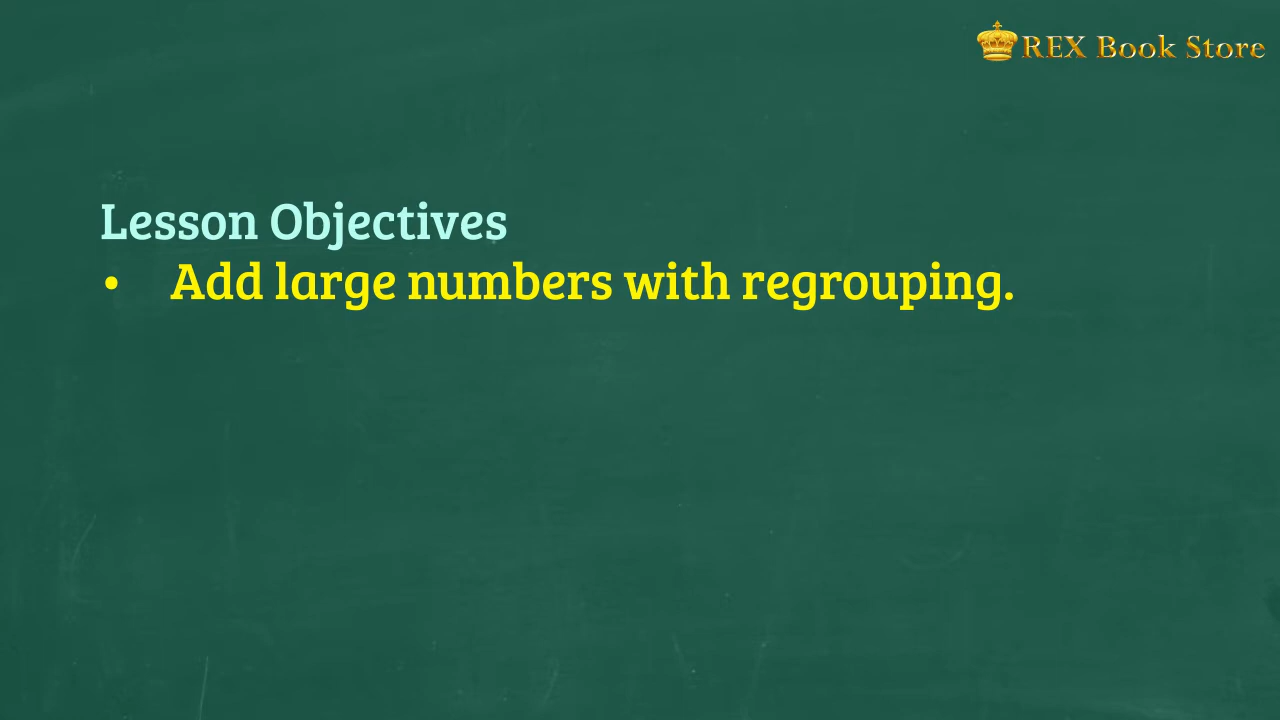 REX Book Store
Lesson Objectives
• Add large numbers with regrouping.